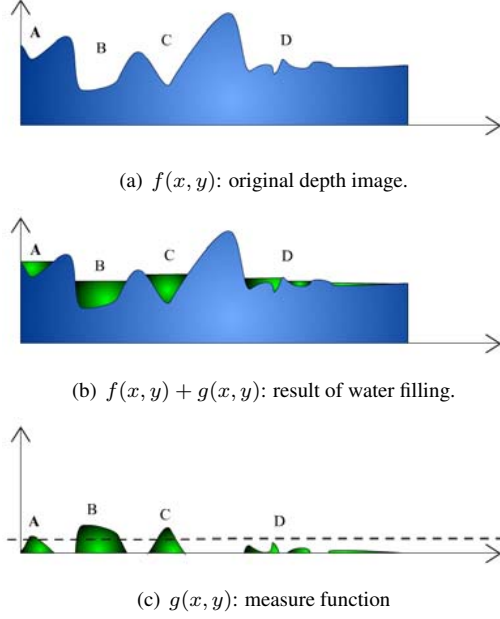 A
B
C
D
(a) f(x, y): original depth image.
A
B
C
D
(b) f(x, y) + g(x, y): result of water filling.
A
B
C
D
(c) g(x, y): measure function